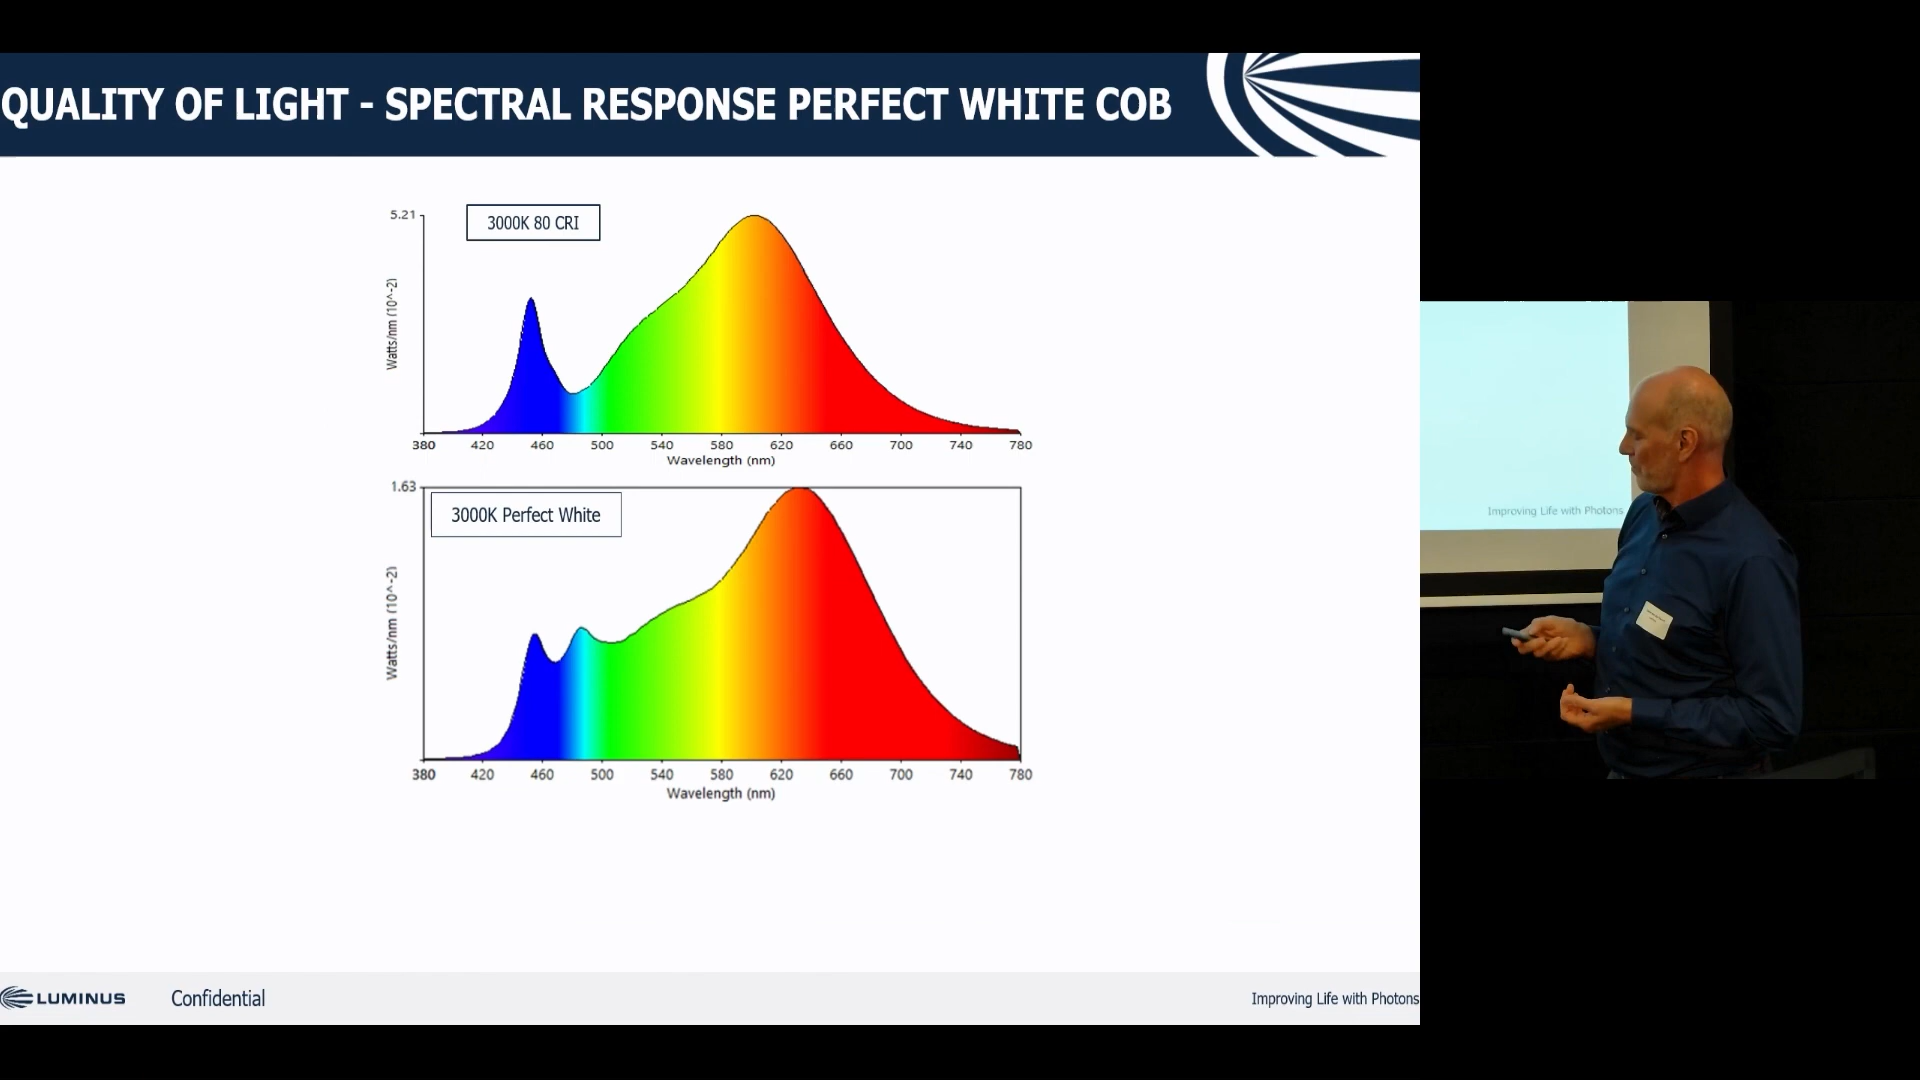 QUALITY OF LIGHT - SPECTRAL RESPONSE PERFECT WHITE COB
5.21
3000K 80 CRI
Watts/nm (10^-2)
380 420 460 500 540 580 620 660 700 740 780
Wavelength (nm)
1.63
3000K Perfect White
Watts/nm (10^-2)
380 420 460 500 540 580 620 660 700 740 780
Wavelength (nm)
Improving Life with Photons
LUMINUS
Confidential
Improving Life with Photons